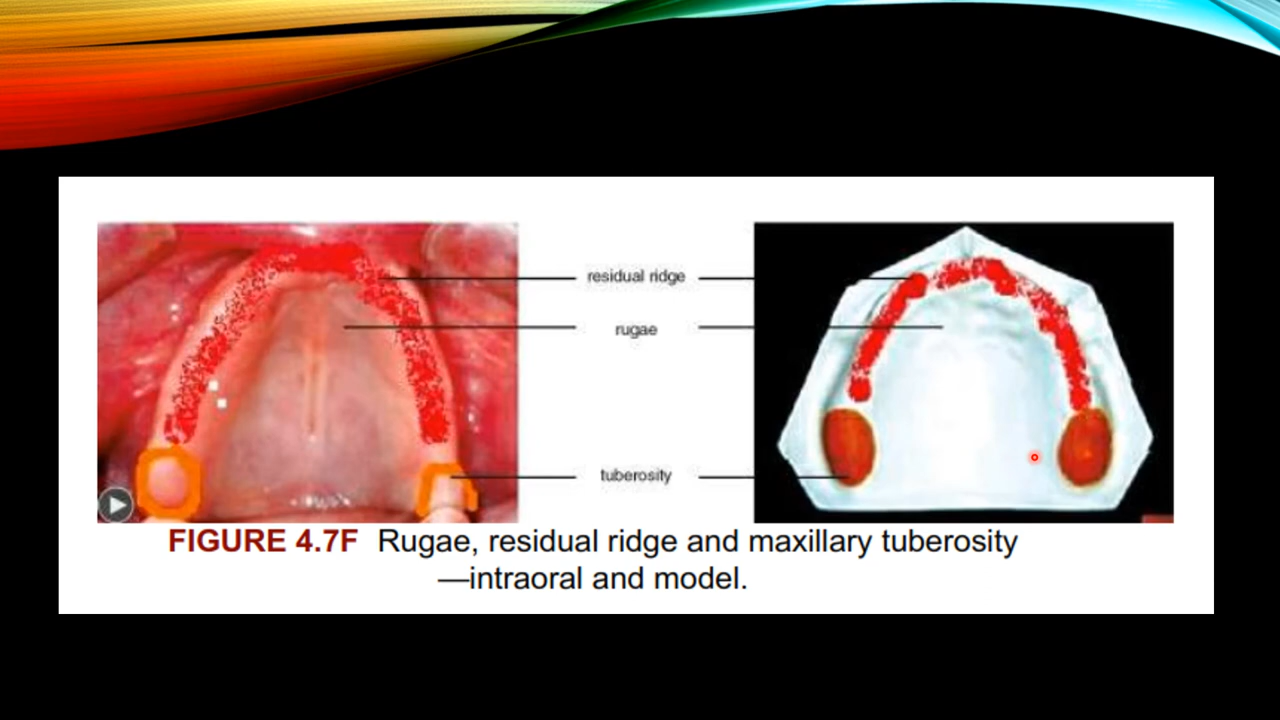 residual ridge
rugae
tuberosity
FIGURE 4.7F Rugae, residual ridge and maxillary tuberosity
—intraoral and model.